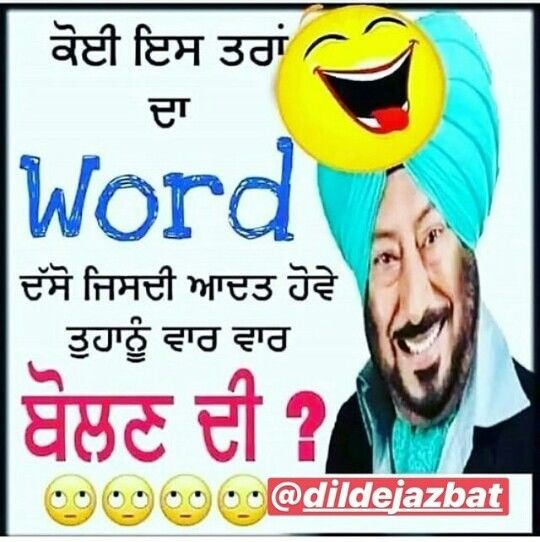 ਕੋਈ ਇਸ ਤਰਾਂ
ਦਾ
Word
ਦੱਸੋ ਜਿਸਦੀ ਆਦਤ ਹੋਵੇ
ਤੁਹਾਨੂੰ ਵਾਰ ਵਾਰ
ਬੋਲਣ ਦੀ ?
@dildejazbat